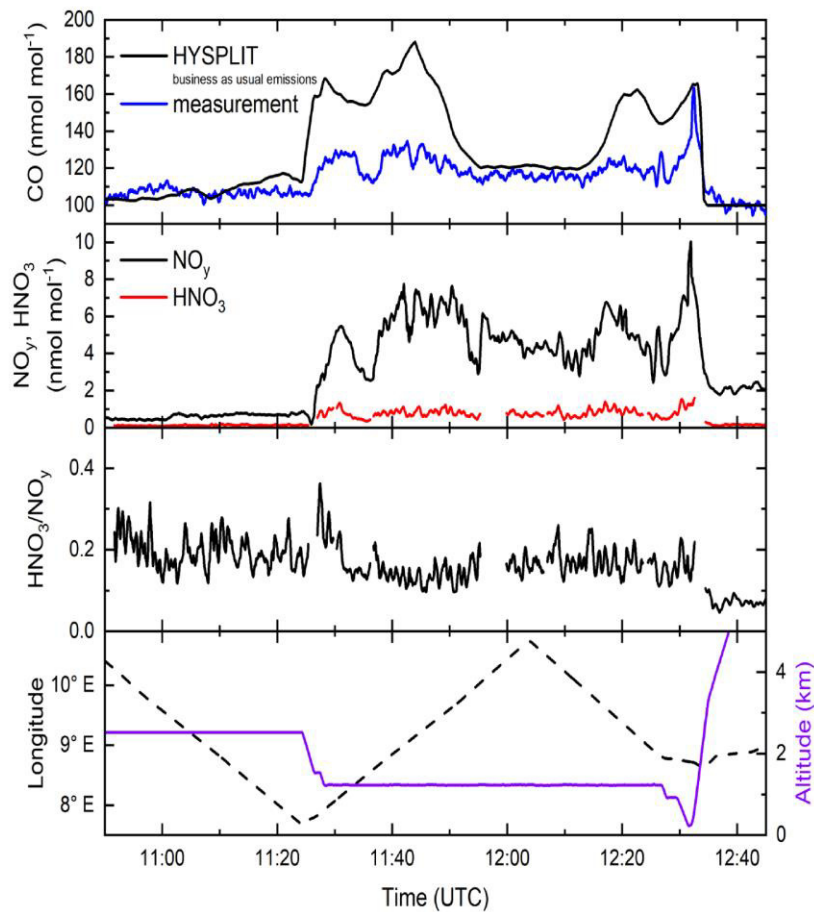 200
180
160
140
120
100
CO (nmol mol⁻¹)
HYSPLIT
business as usual emissions
measurement
10
8
6
4
2
0
NOy, HNO₃
(nmol mol⁻¹)
NOy
HNO₃
0.4
0.2
0.0
HNO₃/NOy
10° E
9° E
8° E
Longitude
4
2
0
Altitude (km)
11:00 11:20 11:40 12:00 12:20 12:40
Time (UTC)